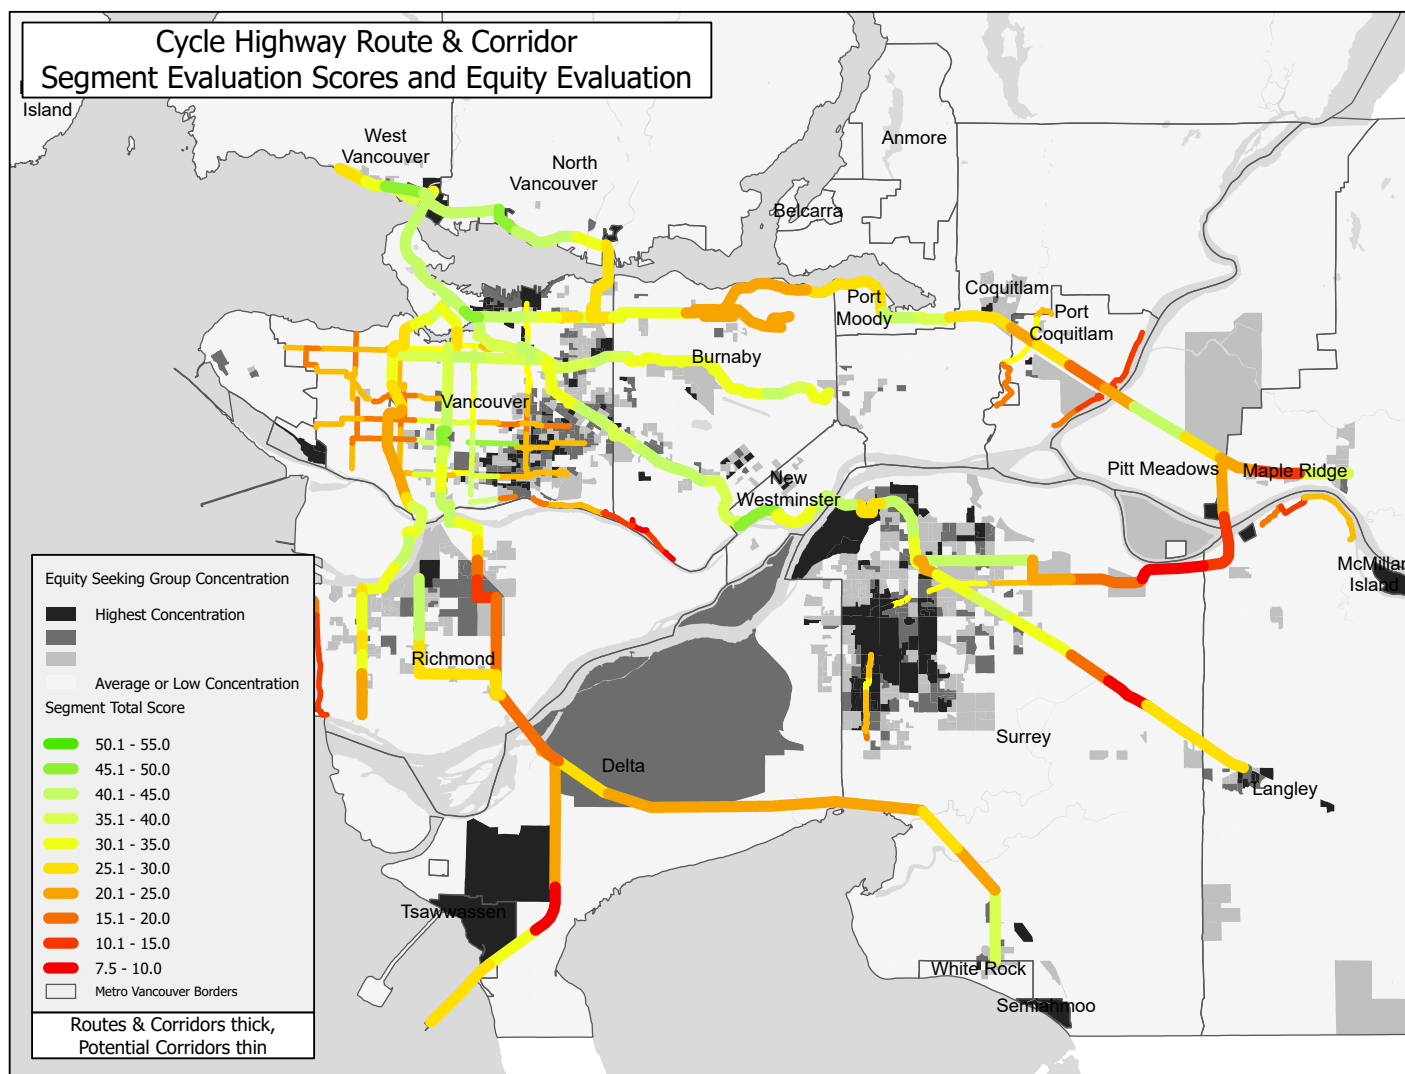 Cycle Highway Route & Corridor
Segment Evaluation Scores and Equity Evaluation
Island
West
Vancouver
North
Vancouver
Anmore
Belcarra
Port
Moody
Coquitlam
Port
Coquitlam
Burnaby
Vancouver
New
Westminster
Pitt Meadows
Maple Ridge
McMillan
Island
Richmond
Surrey
Delta
Langley
Tsawwassen
White Rock
Semiahmoo
Equity Seeking Group Concentration
Highest Concentration
Average or Low Concentration
Segment Total Score
50.1 - 55.0
45.1 - 50.0
40.1 - 45.0
35.1 - 40.0
30.1 - 35.0
25.1 - 30.0
20.1 - 25.0
15.1 - 20.0
10.1 - 15.0
7.5 - 10.0
Metro Vancouver Borders
Routes & Corridors thick,
Potential Corridors thin